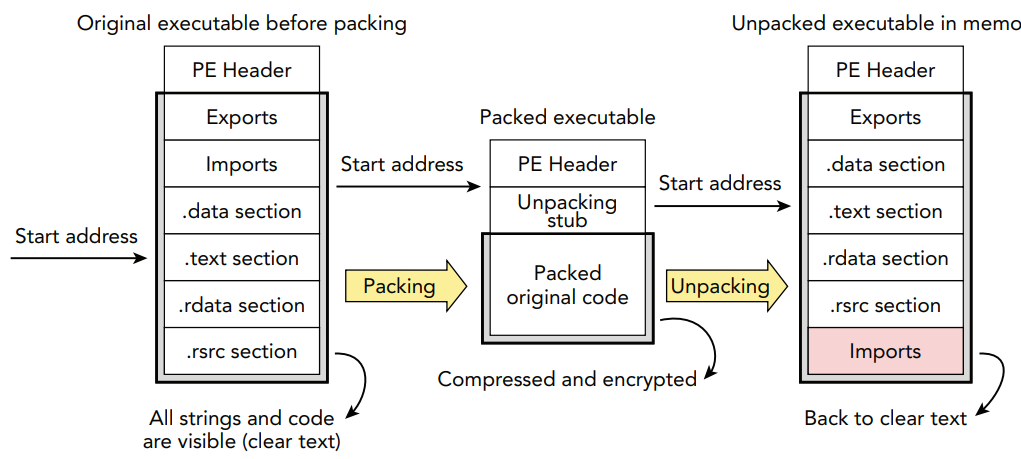 Original executable before packing
PE Header
Exports
Imports
.data section
.text section
.rdata section
.rsrc section
Start address
All strings and code
are visible (clear text)
Packing
Start address
Packed executable
PE Header
Unpacking
stub
Packed
original code
Compressed and encrypted
Unpacking
Start address
Unpacked executable in memo
PE Header
Exports
.data section
.text section
.rdata section
.rsrc section
Imports
Back to clear text